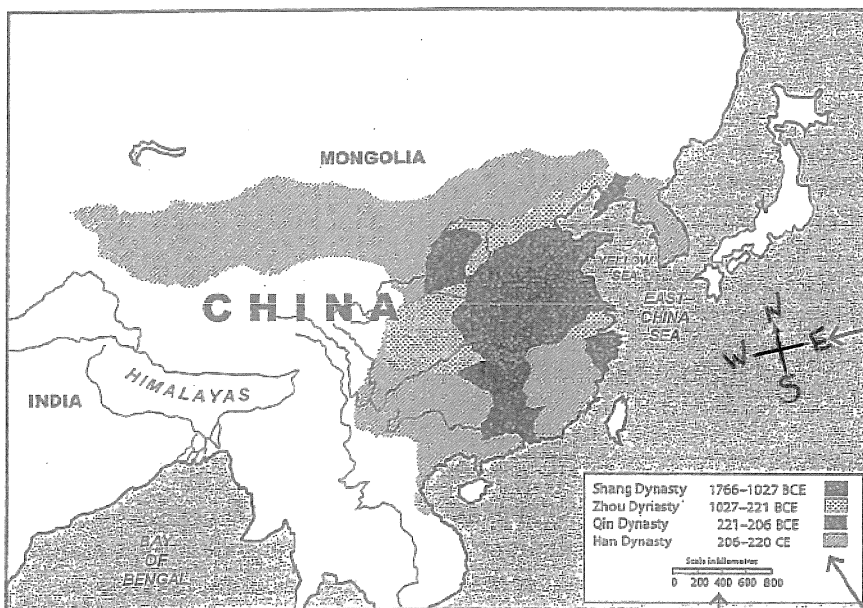 MONGOLIA
CHINA
YELLOW
SEA
EAST
CHINA
SEA
N
W E
S
HIMALAYAS
INDIA
BAY
OF
BENGAL
Shang Dynasty 1766–1027 BCE
Zhou Dynasty 1027–221 BCE
Qin Dynasty 221–206 BCE
Han Dynasty 206–220 CE
Scale in kilometres
0 200 400 600 800